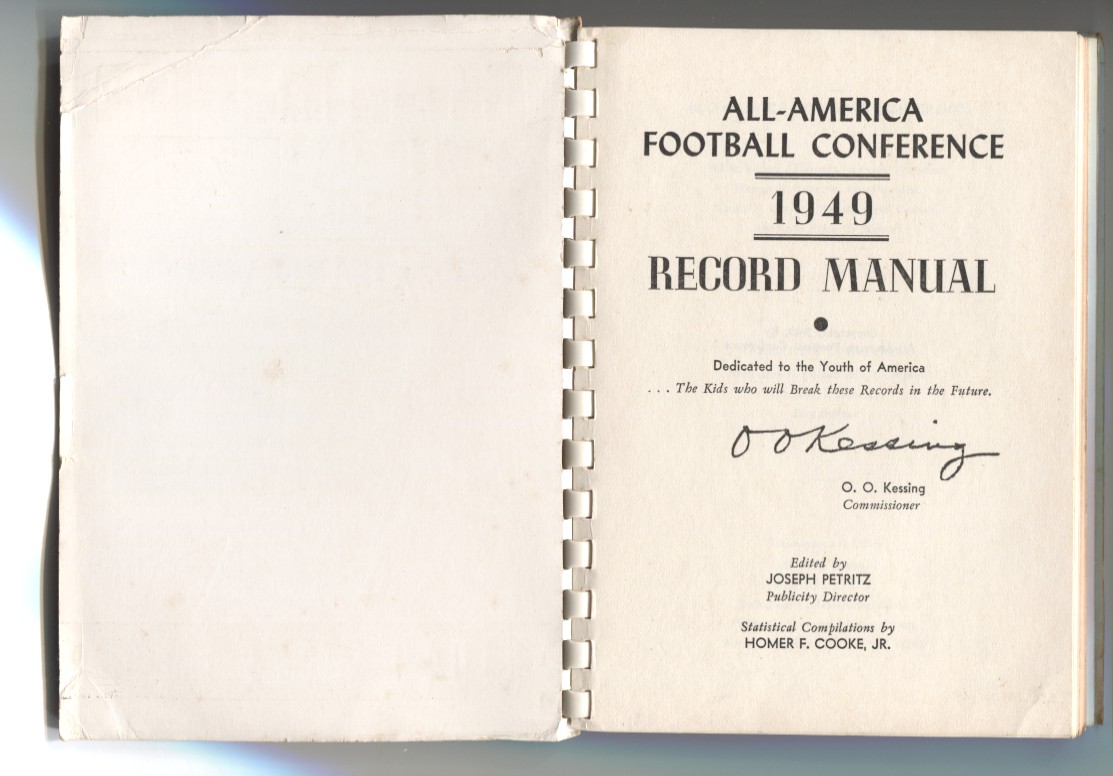 ALL-AMERICA
FOOTBALL CONFERENCE
1949
RECORD MANUAL
Dedicated to the Youth of America
. . . The Kids who will Break these Records in the Future.
O O Kessing
O. O. Kessing
Commissioner
Edited by
JOSEPH PETRITZ
Publicity Director
Statistical Compilations by
HOMER F. COOKE, JR.